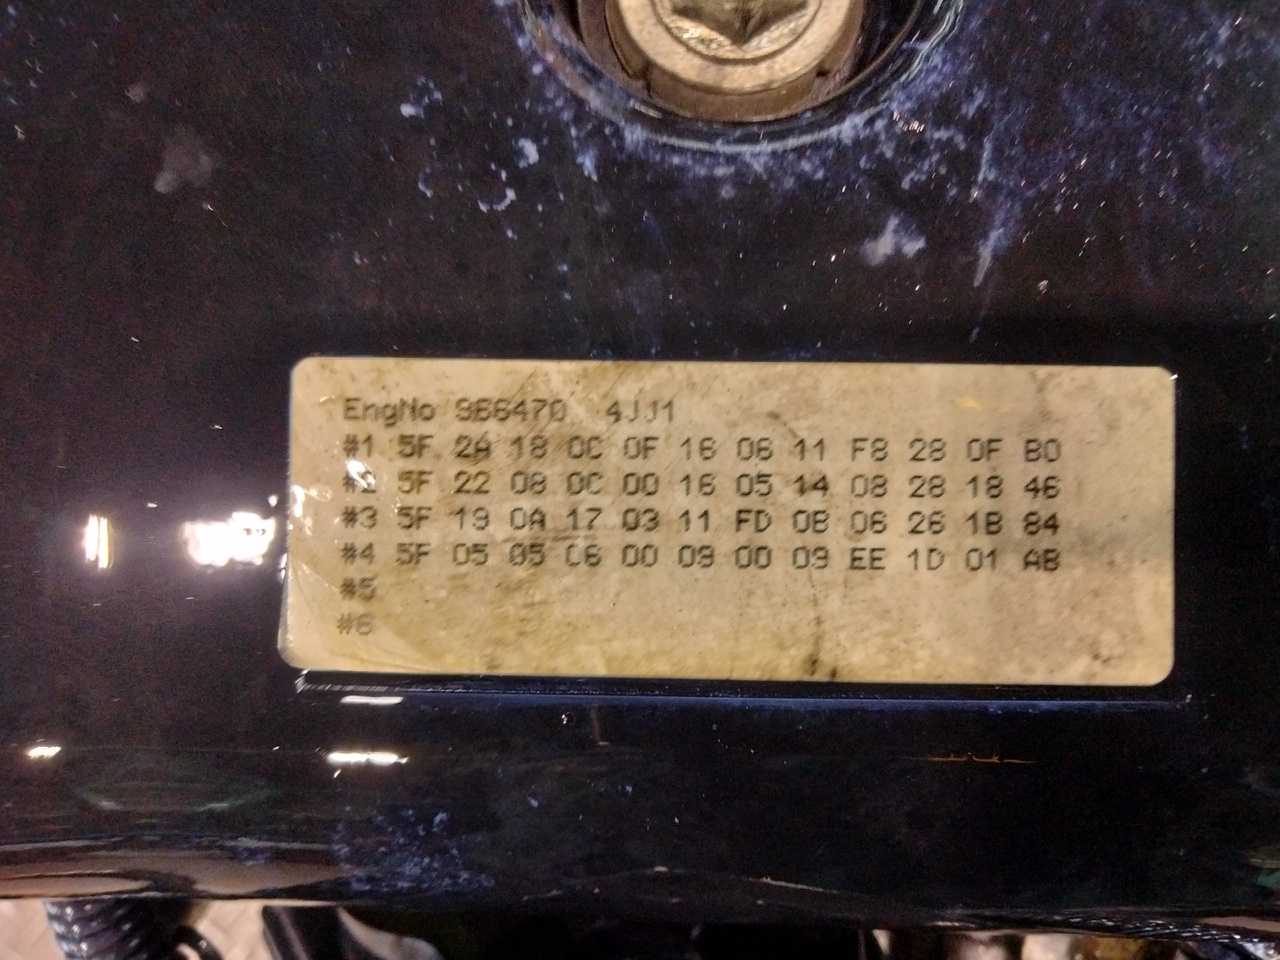 EngNo 966470 4JJ1
#1 5F 2A 18 0C 0F 16 06 11 F8 28 0F B0
#2 5F 22 08 0C 00 16 05 14 08 28 18 46
#3 5F 19 0A 17 03 11 FD 0B 06 26 1B 84
#4 5F 05 05 06 00 09 00 09 EE 1D 01 AB
#5
#6